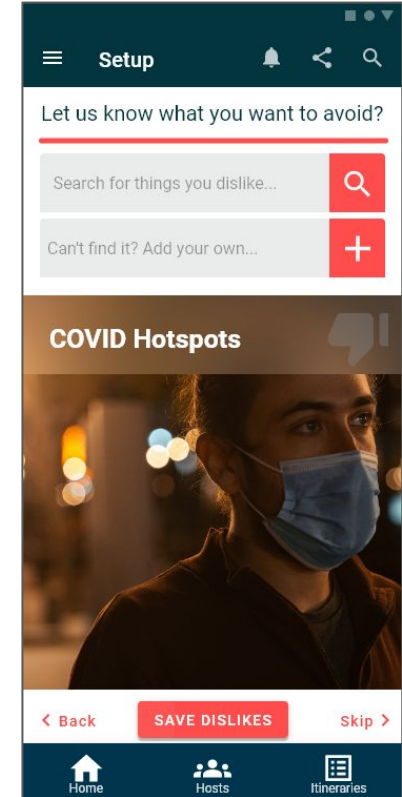 Setup
Let us know what you want to avoid?
Search for things you dislike...
Can't find it? Add your own...
COVID Hotspots
Back
SAVE DISLIKES
Skip
Home
Hosts
Itineraries